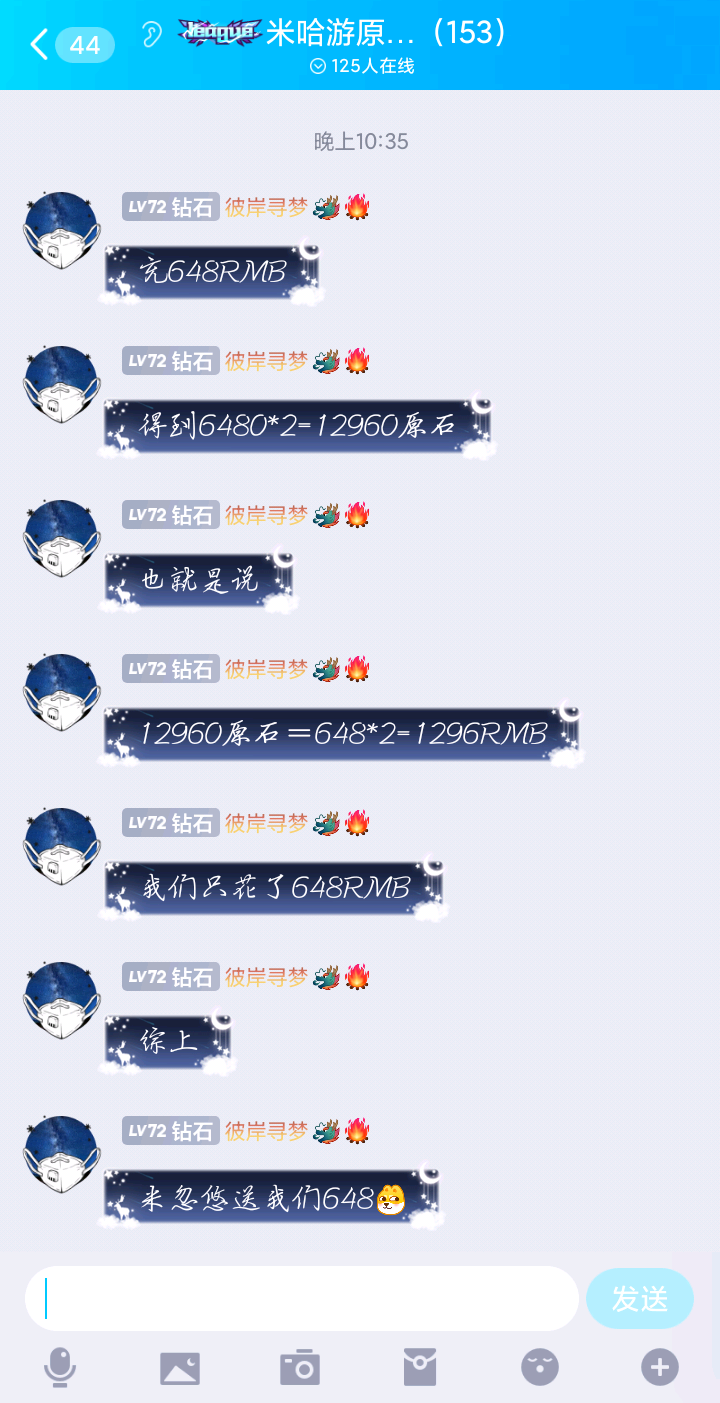 44
League
米哈游原…（153）
125人在线
晚上10:35
LV72 钻石 彼岸寻梦
充648RMB
LV72 钻石 彼岸寻梦
得到6480*2=12960原石
LV72 钻石 彼岸寻梦
也就是说
LV72 钻石 彼岸寻梦
12960原石＝648*2=1296RMB
LV72 钻石 彼岸寻梦
我们只花了648RMB
LV72 钻石 彼岸寻梦
综上
LV72 钻石 彼岸寻梦
米忽悠送我们648
发送